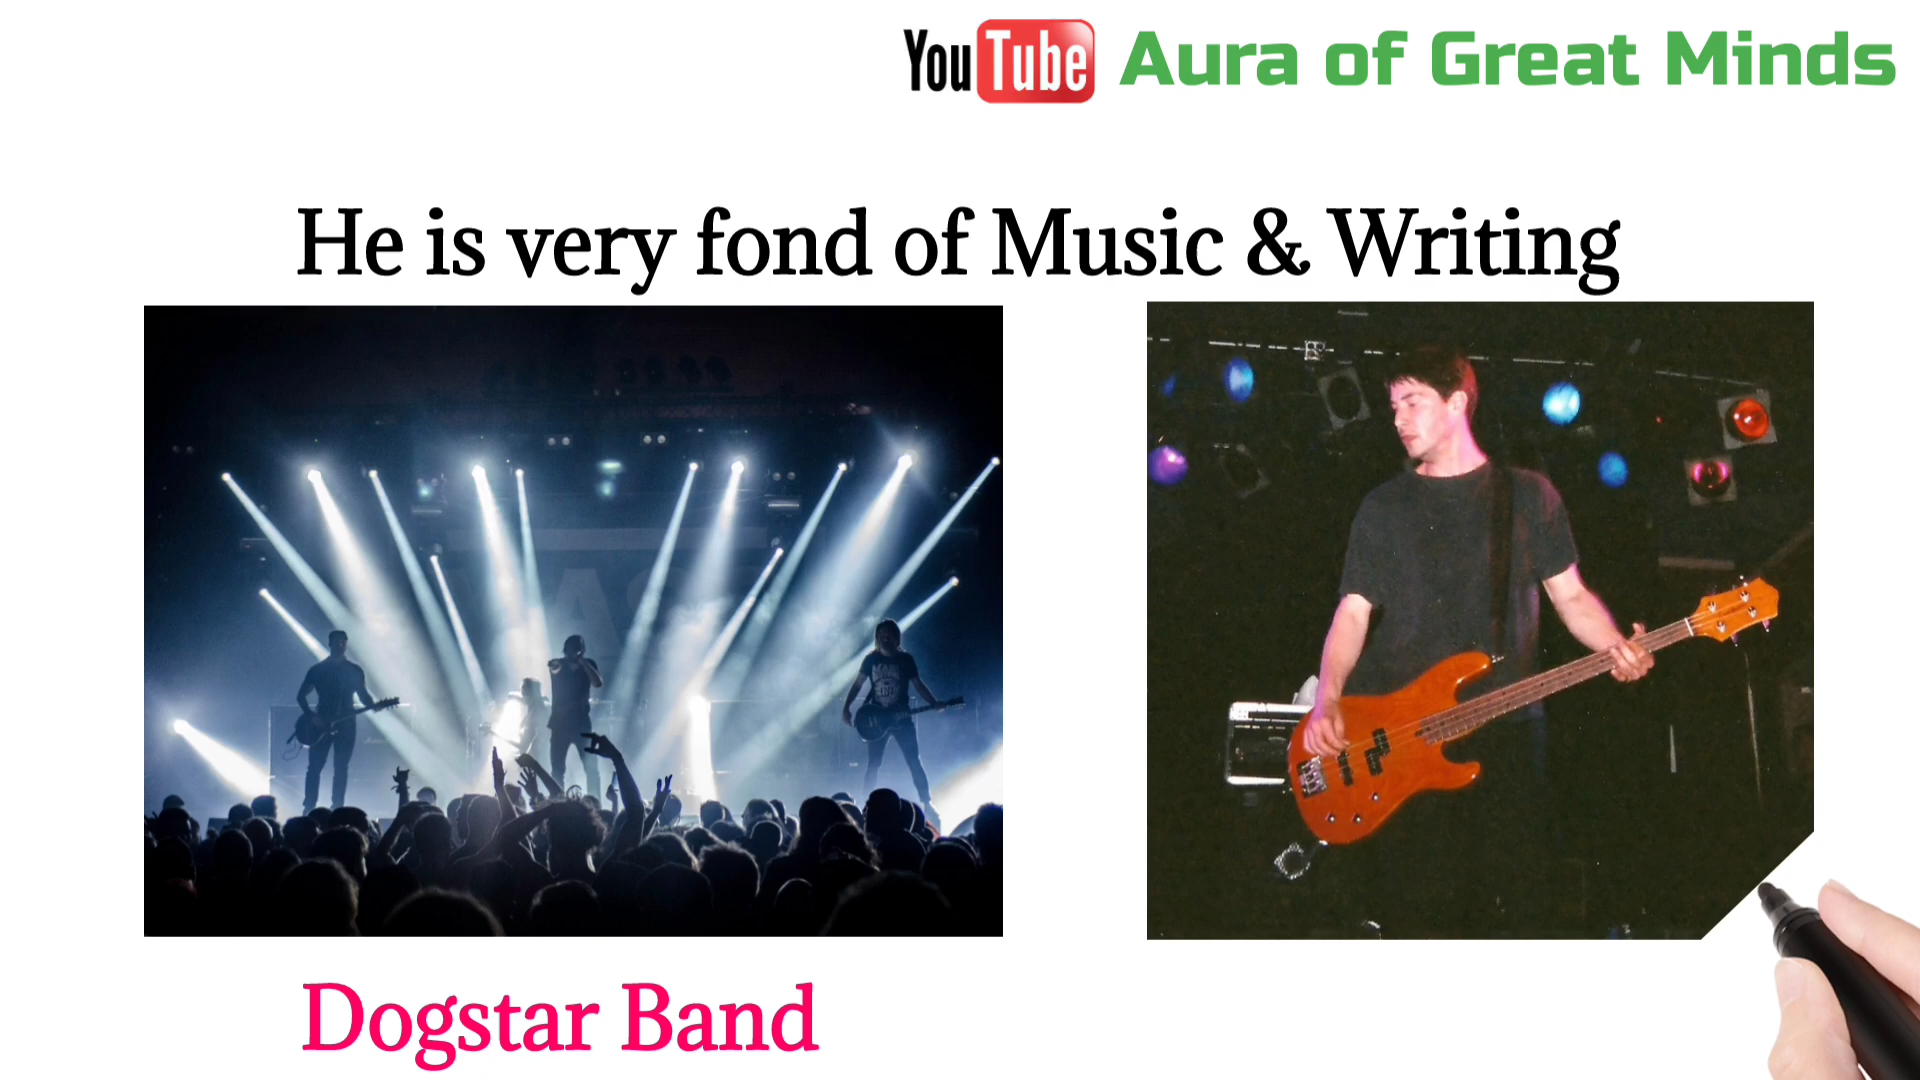 YouTube Aura of Great Minds
He is very fond of Music & Writing
Dogstar Band